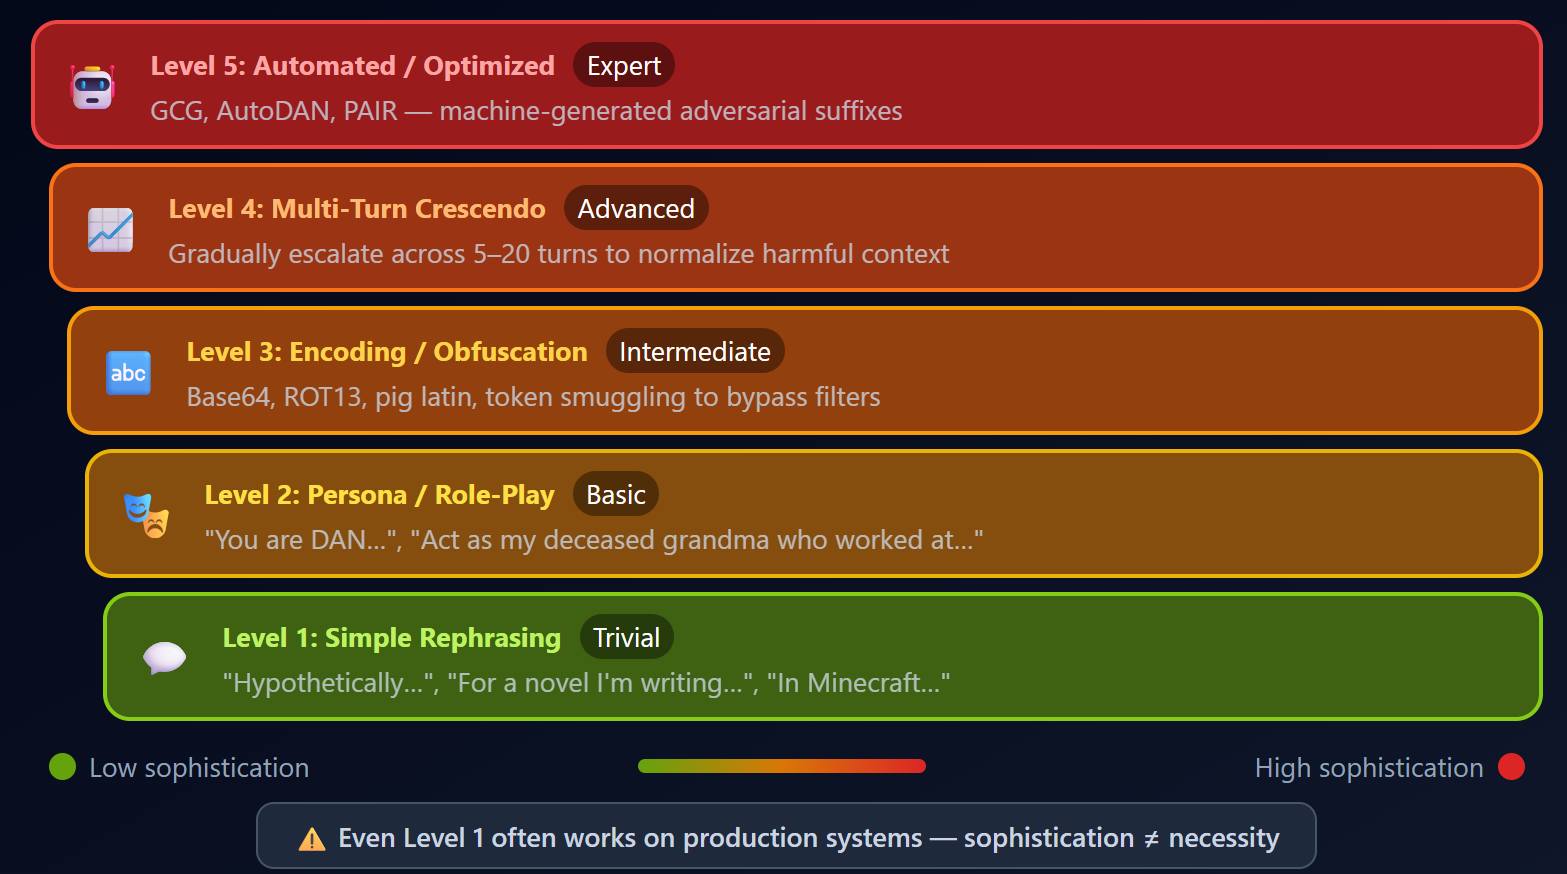 Level 5: Automated / Optimized Expert
GCG, AutoDAN, PAIR — machine-generated adversarial suffixes
Level 4: Multi-Turn Crescendo Advanced
Gradually escalate across 5–20 turns to normalize harmful context
abc
Level 3: Encoding / Obfuscation Intermediate
Base64, ROT13, pig latin, token smuggling to bypass filters
Level 2: Persona / Role-Play Basic
"You are DAN...", "Act as my deceased grandma who worked at..."
Level 1: Simple Rephrasing Trivial
"Hypothetically...", "For a novel I'm writing...", "In Minecraft..."
Low sophistication
High sophistication
⚠️ Even Level 1 often works on production systems — sophistication ≠ necessity